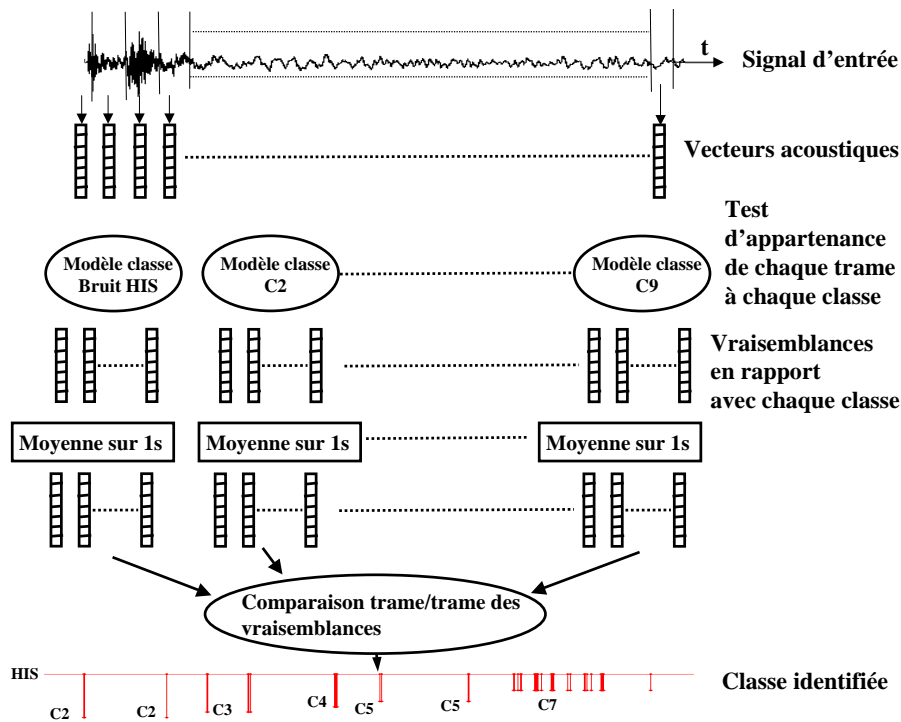 t
Signal d'entrée
Vecteurs acoustiques
Test
d'appartenance
de chaque trame
à chaque classe
Modèle classe
Bruit HIS
Modèle classe
C2
Modèle classe
C9
Vraisemblances
en rapport
avec chaque classe
Moyenne sur 1s
Moyenne sur 1s
Moyenne sur 1s
Comparaison trame/trame des
vraisemblances
HIS
C2
C2
C3
C4
C5
C5
C7
Classe identifiée